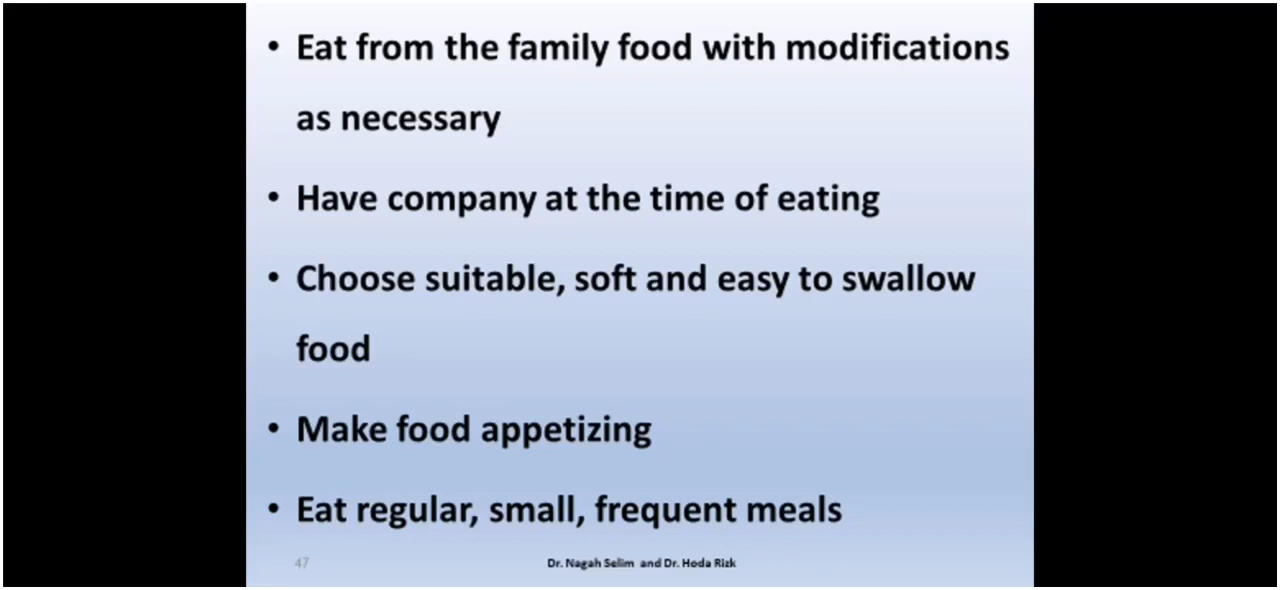 • Eat from the family food with modifications
as necessary
• Have company at the time of eating
• Choose suitable, soft and easy to swallow
food
• Make food appetizing
• Eat regular, small, frequent meals
47
Dr. Nagah Selim and Dr. Hoda Rizk